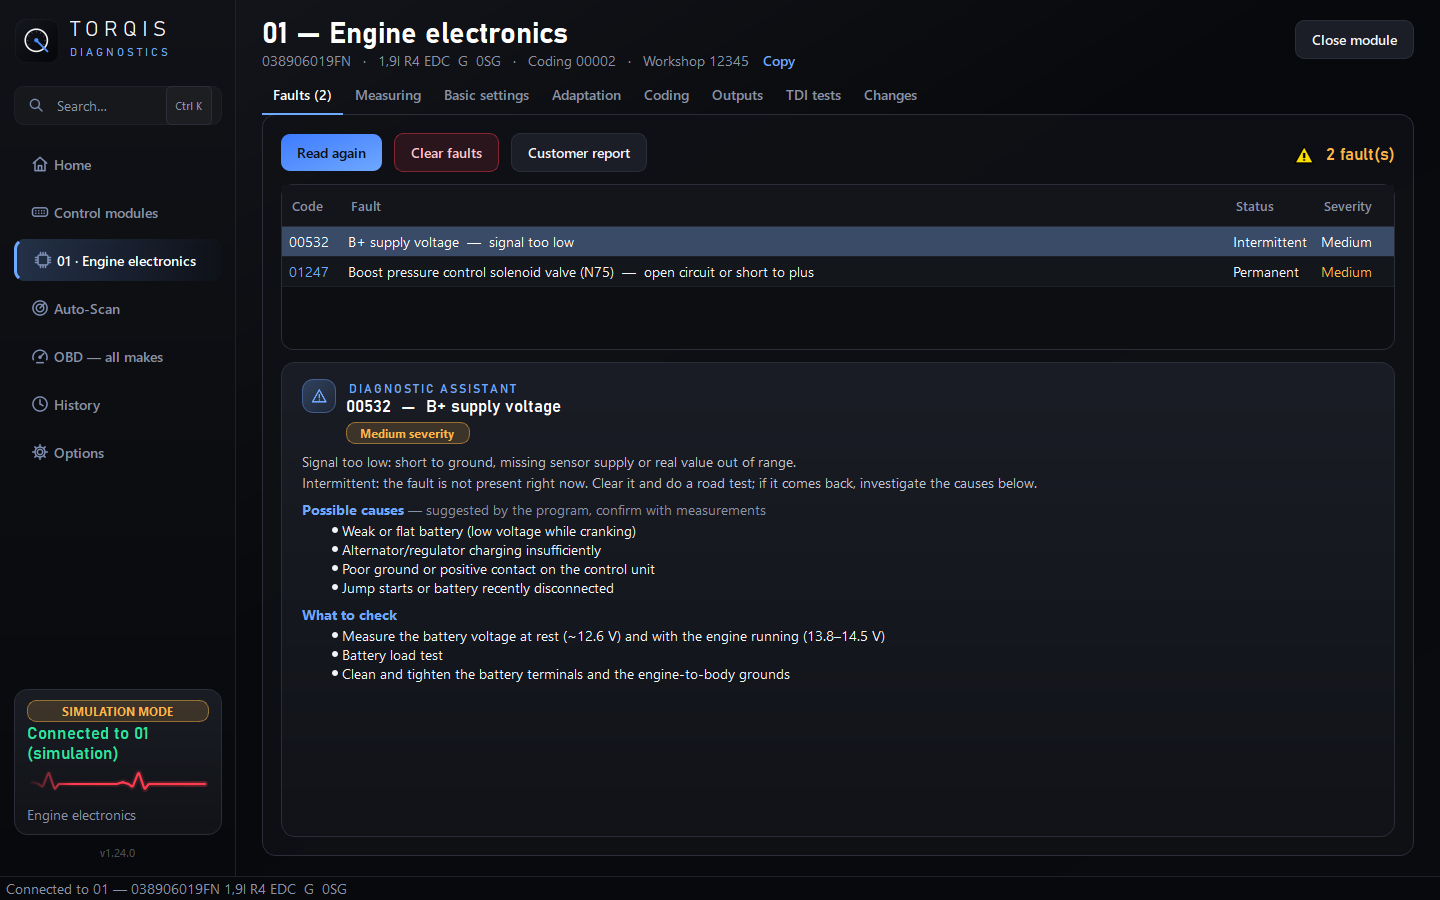 TORQIS
DIAGNOSTICS
Search...
Ctrl K
Home
Control modules
01 · Engine electronics
Auto-Scan
OBD — all makes
History
Options
SIMULATION MODE
Connected to 01
(simulation)
Engine electronics
v1.24.0
01 — Engine electronics
038906019FN · 1,9l R4 EDC G 0SG · Coding 00002 · Workshop 12345 Copy
Close module
Faults (2) Measuring Basic settings Adaptation Coding Outputs TDI tests Changes
Read again Clear faults Customer report
2 fault(s)
Code Fault Status Severity
00532 B+ supply voltage — signal too low Intermittent Medium
01247 Boost pressure control solenoid valve (N75) — open circuit or short to plus Permanent Medium
DIAGNOSTIC ASSISTANT
00532 — B+ supply voltage
Medium severity
Signal too low: short to ground, missing sensor supply or real value out of range.
Intermittent: the fault is not present right now. Clear it and do a road test; if it comes back, investigate the causes below.
Possible causes — suggested by the program, confirm with measurements
• Weak or flat battery (low voltage while cranking)
• Alternator/regulator charging insufficiently
• Poor ground or positive contact on the control unit
• Jump starts or battery recently disconnected
What to check
• Measure the battery voltage at rest (~12.6 V) and with the engine running (13.8–14.5 V)
• Battery load test
• Clean and tighten the battery terminals and the engine-to-body grounds
Connected to 01 — 038906019FN 1,9l R4 EDC G 0SG